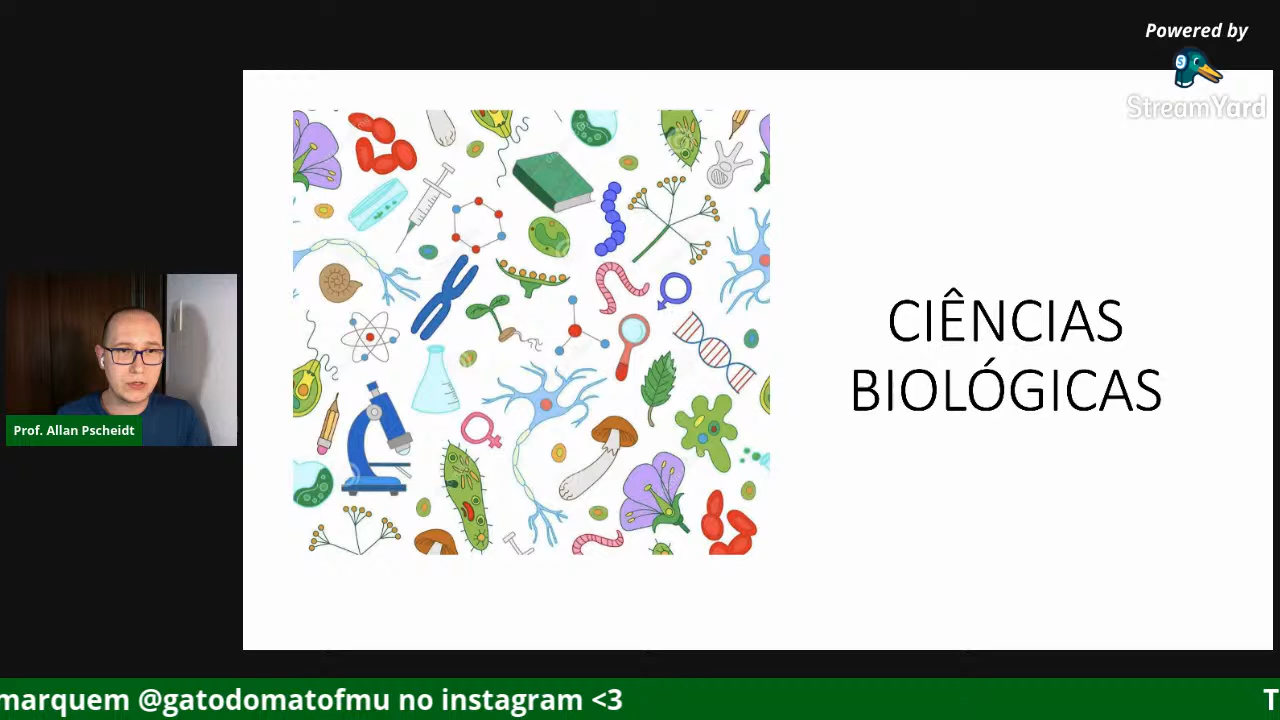 Powered by
StreamYard
CIÊNCIAS
BIOLÓGICAS
Prof. Allan Pscheidt
marquem @gatodomatofmu no instagram <3
T